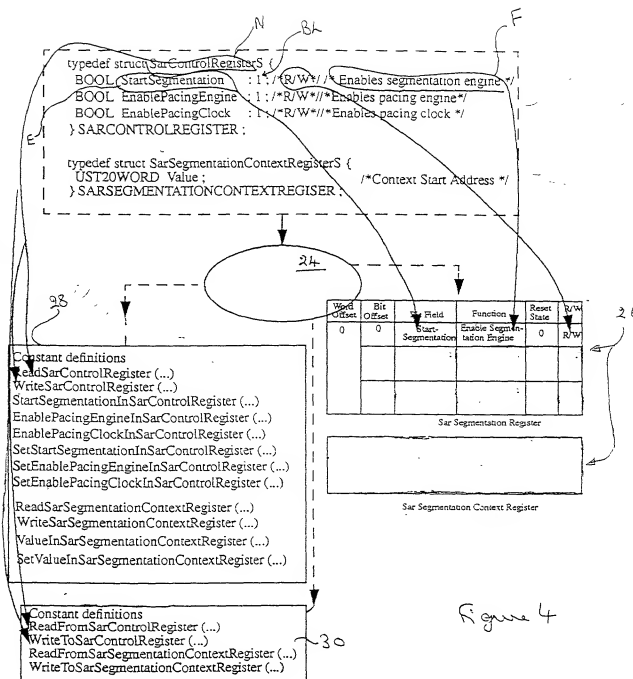 N
BL
F
typedef struct SarControlRegisterS {
BOOL StartSegmentation : 1 ; /*R/W*// * Enables segmentation engine */
BOOL EnablePacingEngine : 1 ; /*R/W*//*Enables pacing engine*/
BOOL EnablePacingClock : 1 ; /*R/W*//*Enables pacing clock */
} SARCONTROLREGISTER ;
E
typedef struct SarSegmentationContextRegisterS {
UST20WORD Value ; /*Context Start Address */
} SARSEGMENTATIONCONTEXTREGISER ;
24
28
Word Offset Bit Offset Field Function Reset State R/W
0 0 Start-Segmentation Enable Segmen-tation Engine 0 R/W
Sar Segmentation Register
Sar Segmentation Context Register
Constant definitions
ReadSarControlRegister (...)
WriteSarControlRegister (...)
StartSegmentationInSarControlRegister (...)
EnablePacingEngineInSarControlRegister (...)
EnablePacingClockInSarControlRegister (...)
SetStartSegmentationInSarControlRegister (...)
SetEnablePacingEngineInSarControlRegister (...)
SetEnablePacingClockInSarControlRegister (...)
ReadSarSegmentationContextRegister (...)
WriteSarSegmentationContextRegister (...)
ValueInSarSegmentationContextRegister (...)
SetValueInSarSegmentationContextRegister (...)
Constant definitions
ReadFromSarControlRegister (...)
WriteToSarControlRegister (...)
ReadFromSarSegmentationContextRegister (...)
WriteToSarSegmentationContextRegister (...)
30
Figure 4